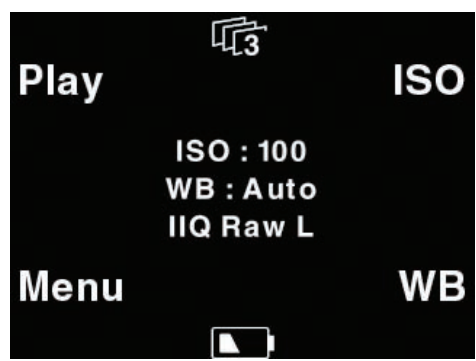 3
Play ISO
ISO : 100
WB : Auto
IIQ Raw L
Menu WB